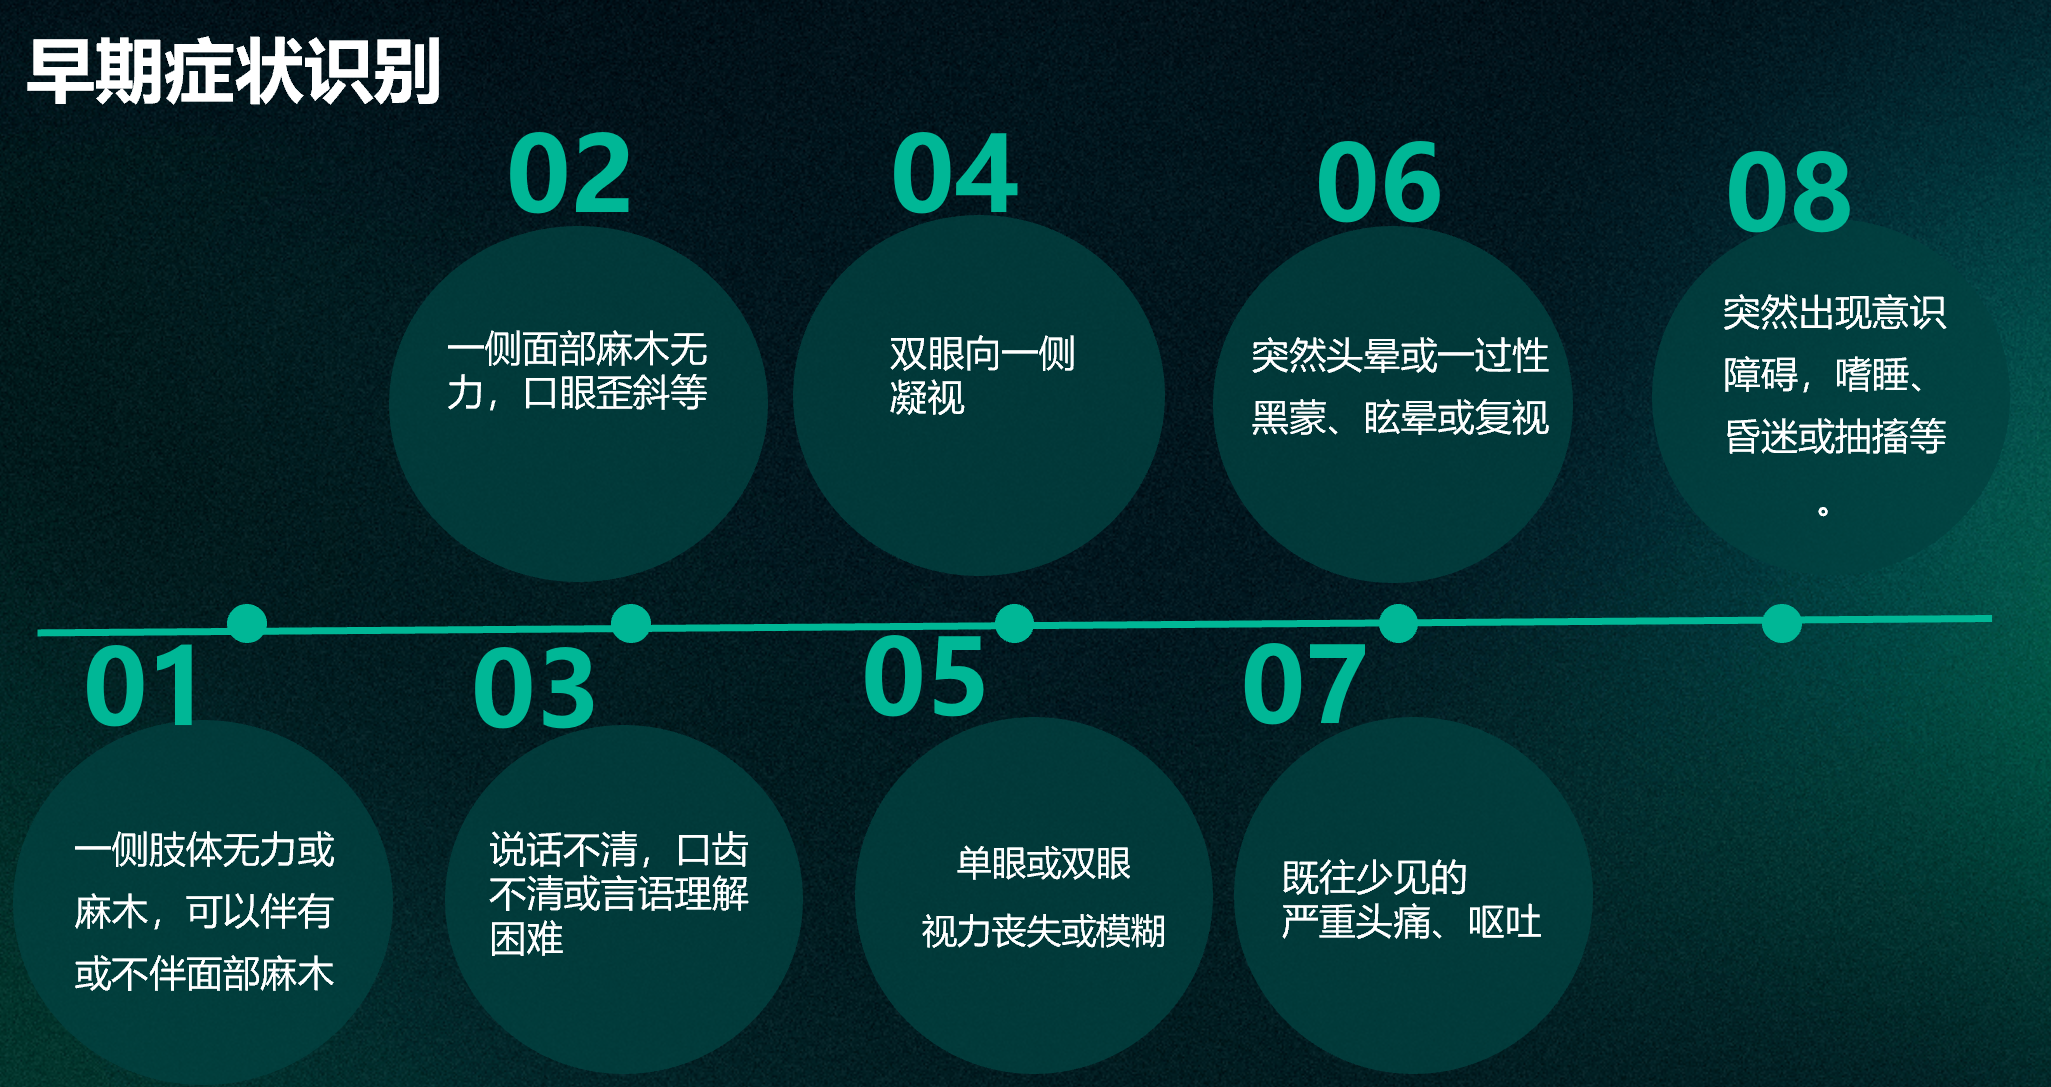 早期症状识别
01
一侧肢体无力或
麻木，可以伴有
或不伴面部麻木
02
一侧面部麻木无
力，口眼歪斜等
03
说话不清，口齿
不清或言语理解
困难
04
双眼向一侧
凝视
05
单眼或双眼
视力丧失或模糊
06
突然头晕或一过性
黑蒙、眩晕或复视
07
既往少见的
严重头痛、呕吐
08
突然出现意识
障碍，嗜睡、
昏迷或抽搐等
。